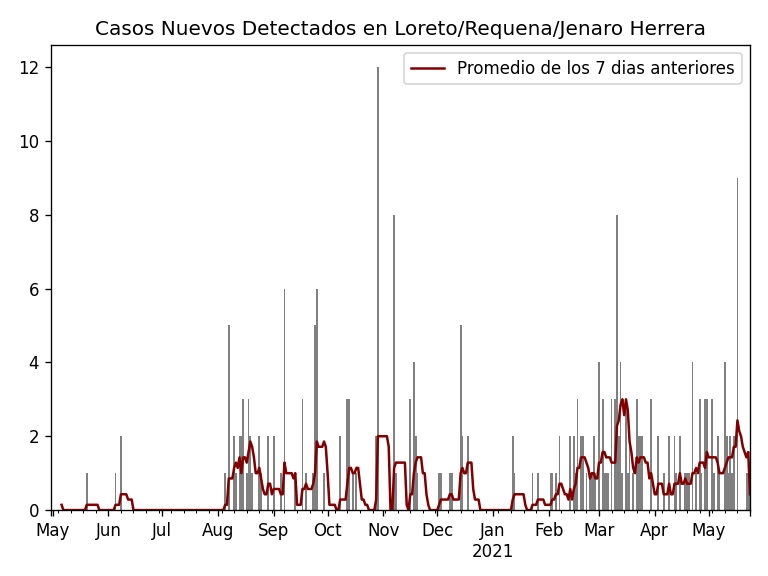 Casos Nuevos Detectados en Loreto/Requena/Jenaro Herrera
Promedio de los 7 dias anteriores
12
10
8
6
4
2
0
May Jun Jul Aug Sep Oct Nov Dec Jan Feb Mar Apr May
2021